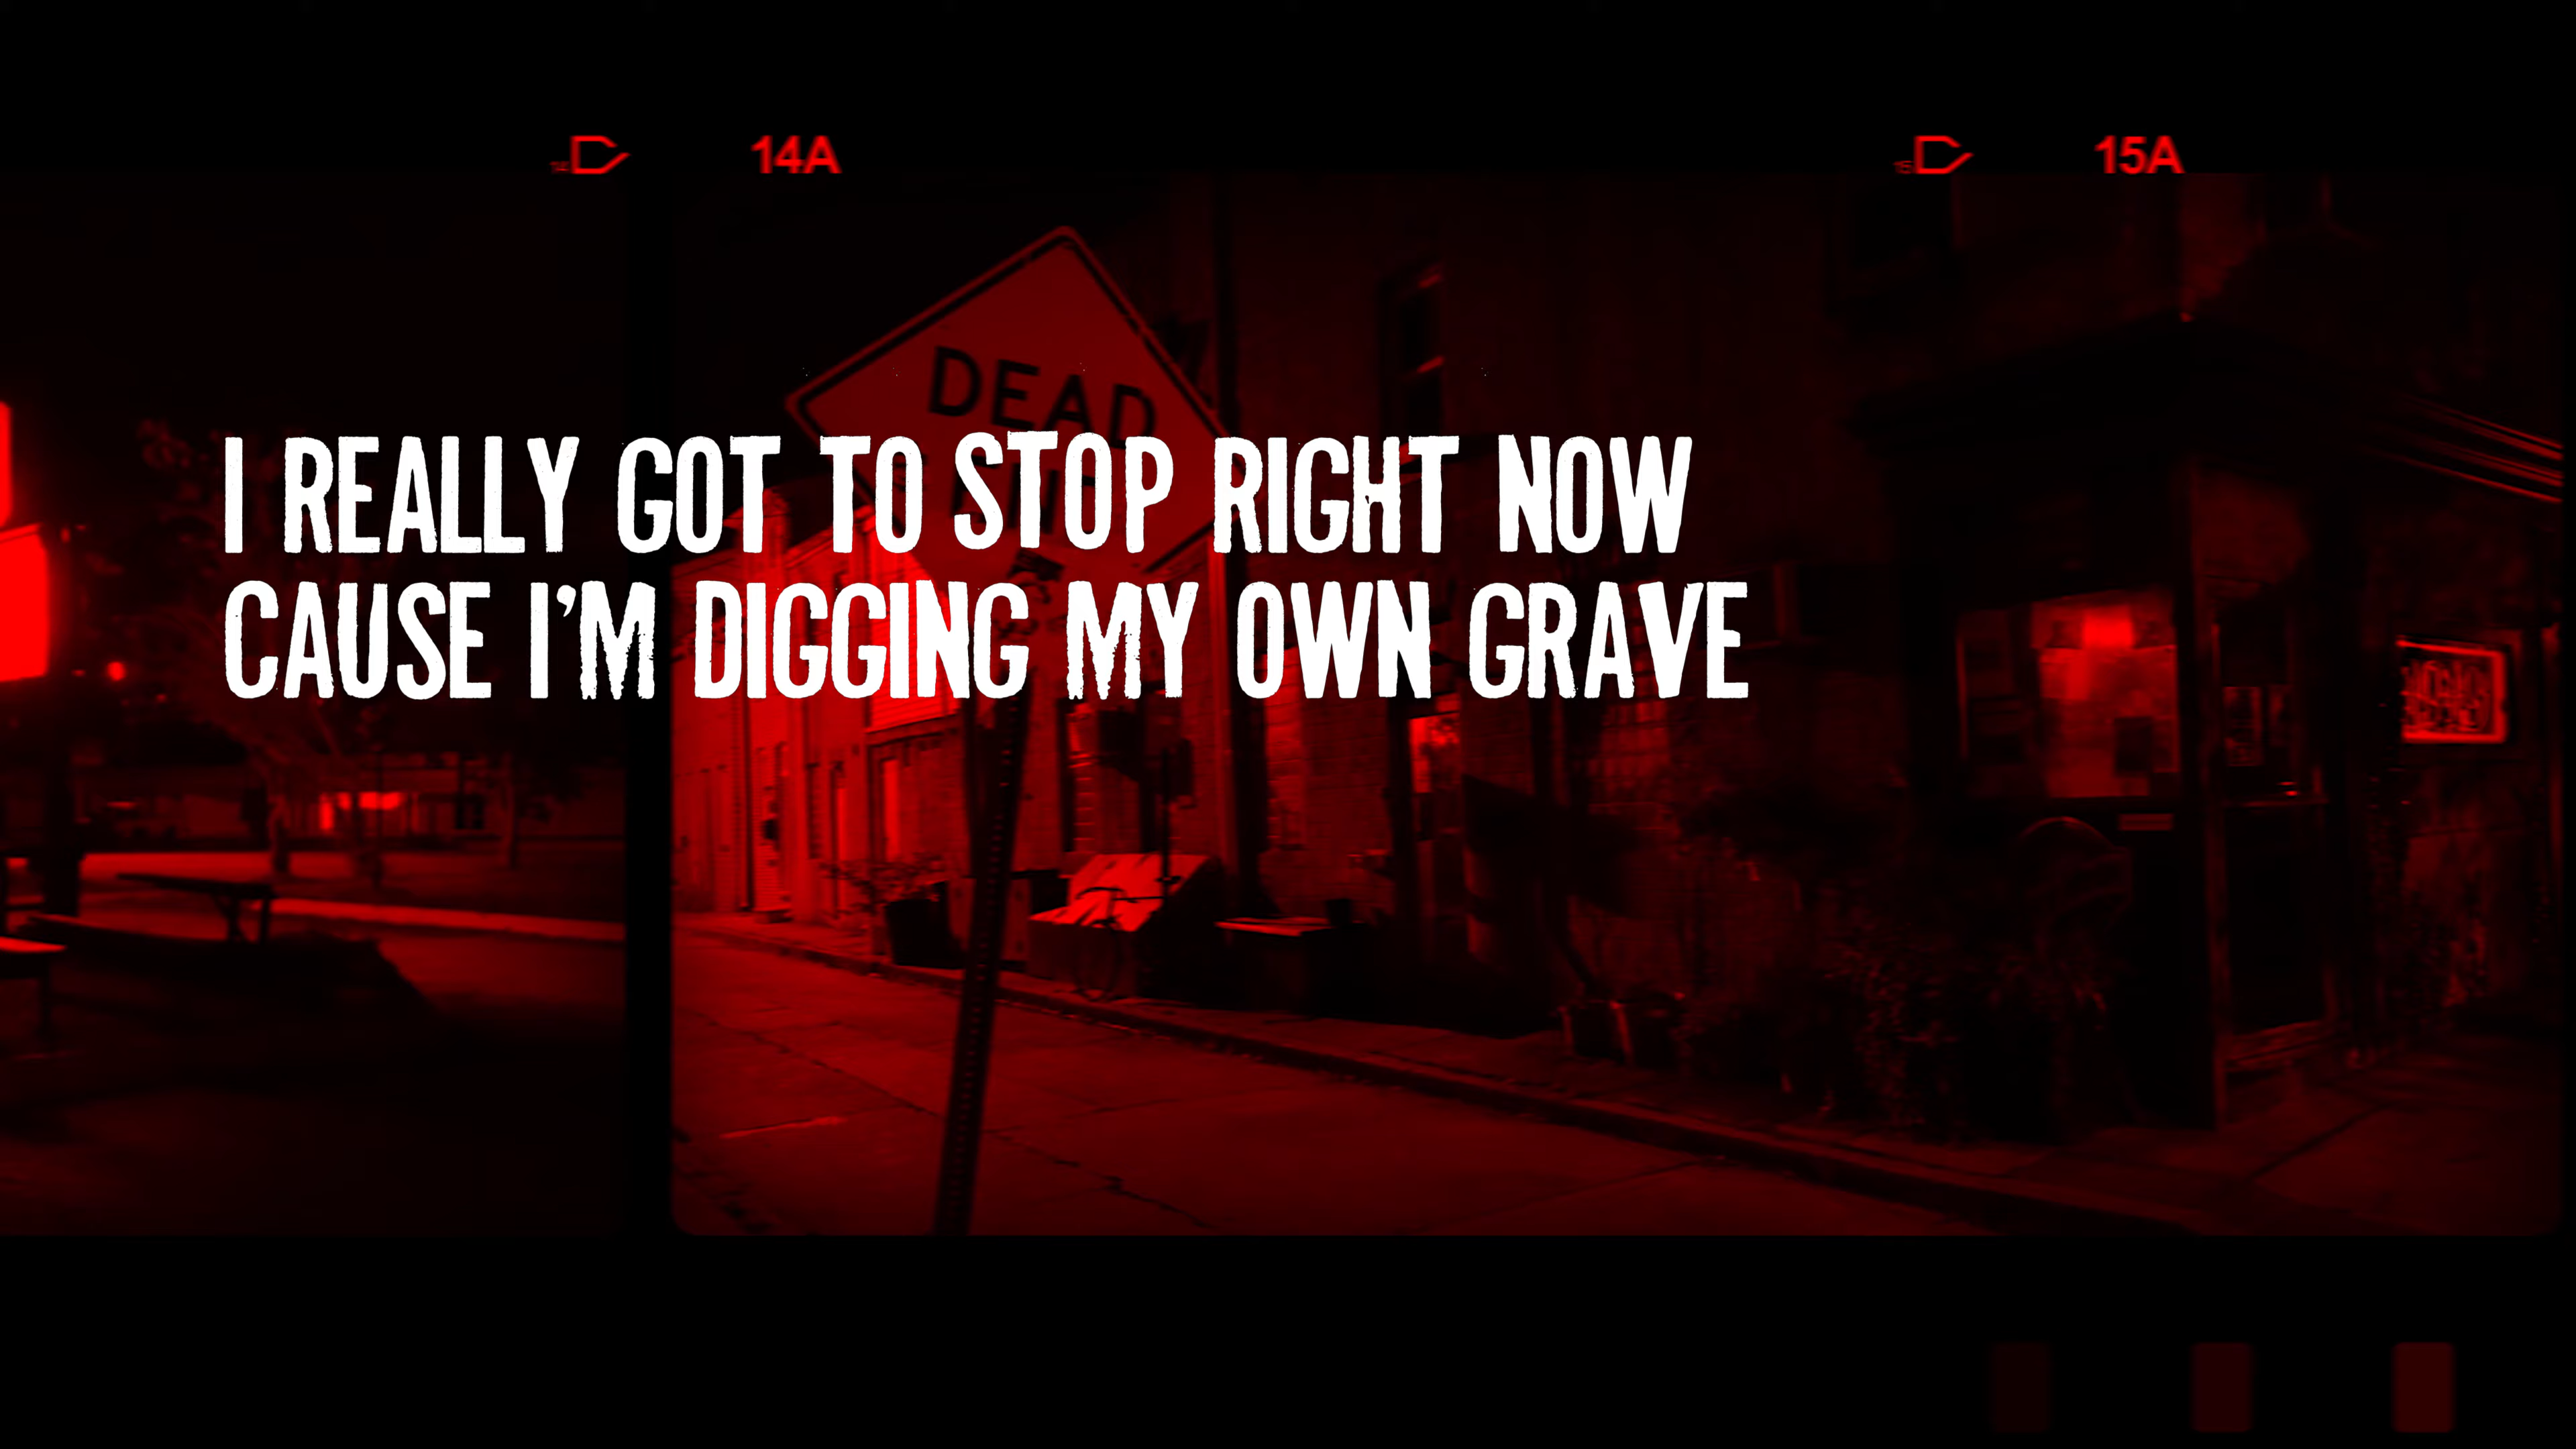 14A
15A
DEAD
I REALLY GOT TO STOP RIGHT NOW
CAUSE I'M DIGGING MY OWN GRAVE